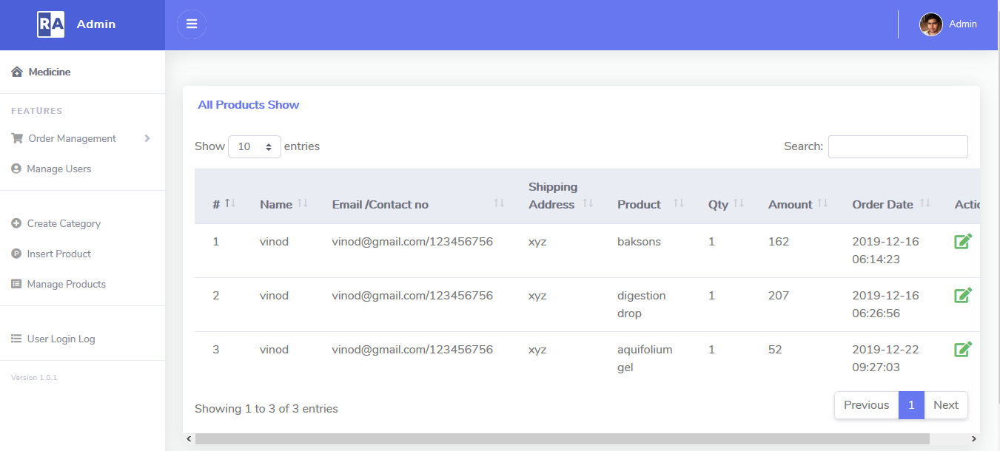 RA Admin
Admin
Medicine
FEATURES
Order Management
Manage Users
Create Category
Insert Product
Manage Products
User Login Log
Version 1.0.1
All Products Show
Show 10 entries
Search:
# Name Email /Contact no Shipping Address Product Qty Amount Order Date Actic
1 vinod vinod@gmail.com/123456756 xyz baksons 1 162 2019-12-16
06:14:23
2 vinod vinod@gmail.com/123456756 xyz digestion 1 207 2019-12-16
drop 06:26:56
3 vinod vinod@gmail.com/123456756 xyz aquifolium 1 52 2019-12-22
gel 09:27:03
Showing 1 to 3 of 3 entries
Previous 1 Next